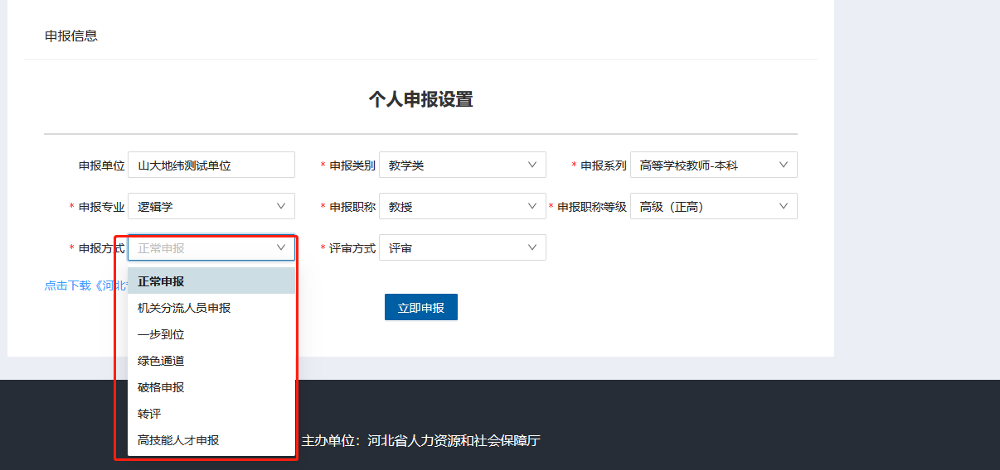 申报信息
个人申报设置
申报单位 山大地纬测试单位 * 申报类别 教学类 * 申报系列 高等学校教师-本科
* 申报专业 逻辑学 * 申报职称 教授 * 申报职称等级 高级（正高）
* 申报方式 正常申报 * 评审方式 评审
点击下载《河北
正常申报
机关分流人员申报
立即申报
一步到位
绿色通道
破格申报
转评
高技能人才申报
主办单位：河北省人力资源和社会保障厅